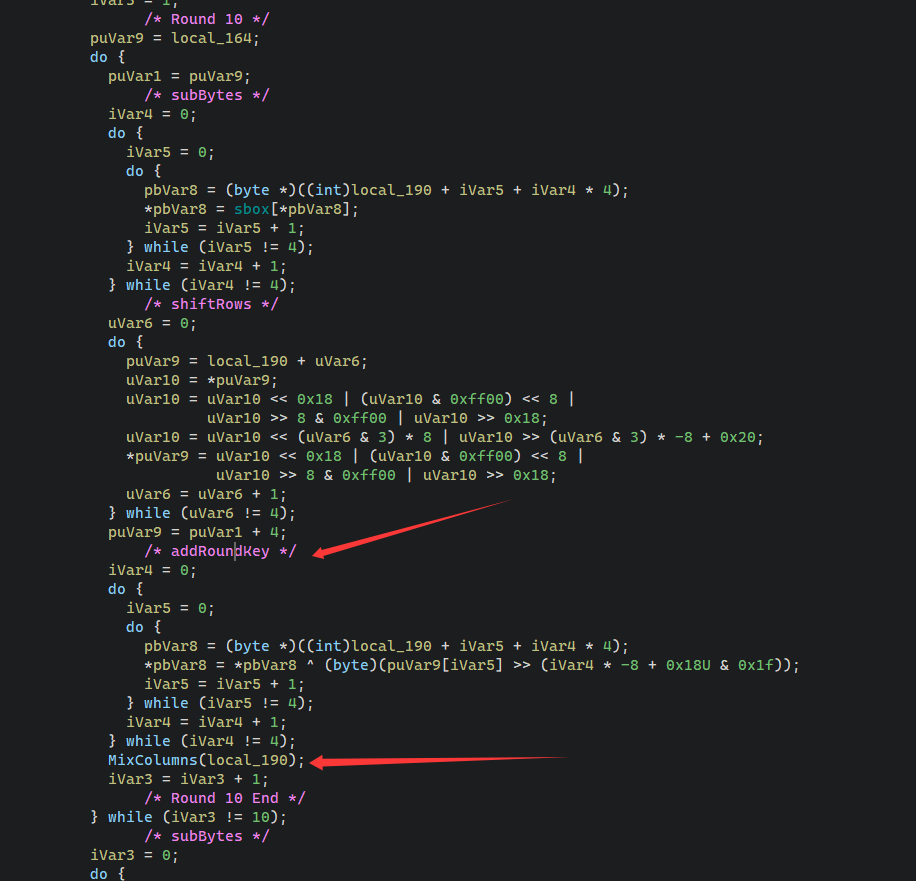 iVar3 = 1;
/* Round 10 */
puVar9 = local_164;
do {
puVar1 = puVar9;
/* subBytes */
iVar4 = 0;
do {
iVar5 = 0;
do {
pbVar8 = (byte *)((int)local_190 + iVar5 + iVar4 * 4);
*pbVar8 = sbox[*pbVar8];
iVar5 = iVar5 + 1;
} while (iVar5 != 4);
iVar4 = iVar4 + 1;
} while (iVar4 != 4);
/* shiftRows */
uVar6 = 0;
do {
puVar9 = local_190 + uVar6;
uVar10 = *puVar9;
uVar10 = uVar10 << 0x18 | (uVar10 & 0xff00) << 8 |
uVar10 >> 8 & 0xff00 | uVar10 >> 0x18;
uVar10 = uVar10 << (uVar6 & 3) * 8 | uVar10 >> (uVar6 & 3) * -8 + 0x20;
*puVar9 = uVar10 << 0x18 | (uVar10 & 0xff00) << 8 |
uVar10 >> 8 & 0xff00 | uVar10 >> 0x18;
uVar6 = uVar6 + 1;
} while (uVar6 != 4);
puVar9 = puVar1 + 4;
/* addRoundKey */
iVar4 = 0;
do {
iVar5 = 0;
do {
pbVar8 = (byte *)((int)local_190 + iVar5 + iVar4 * 4);
*pbVar8 = *pbVar8 ^ (byte)(puVar9[iVar5] >> (iVar4 * -8 + 0x18U & 0x1f));
iVar5 = iVar5 + 1;
} while (iVar5 != 4);
iVar4 = iVar4 + 1;
} while (iVar4 != 4);
MixColumns(local_190);
iVar3 = iVar3 + 1;
/* Round 10 End */
} while (iVar3 != 10);
/* subBytes */
iVar3 = 0;
do {